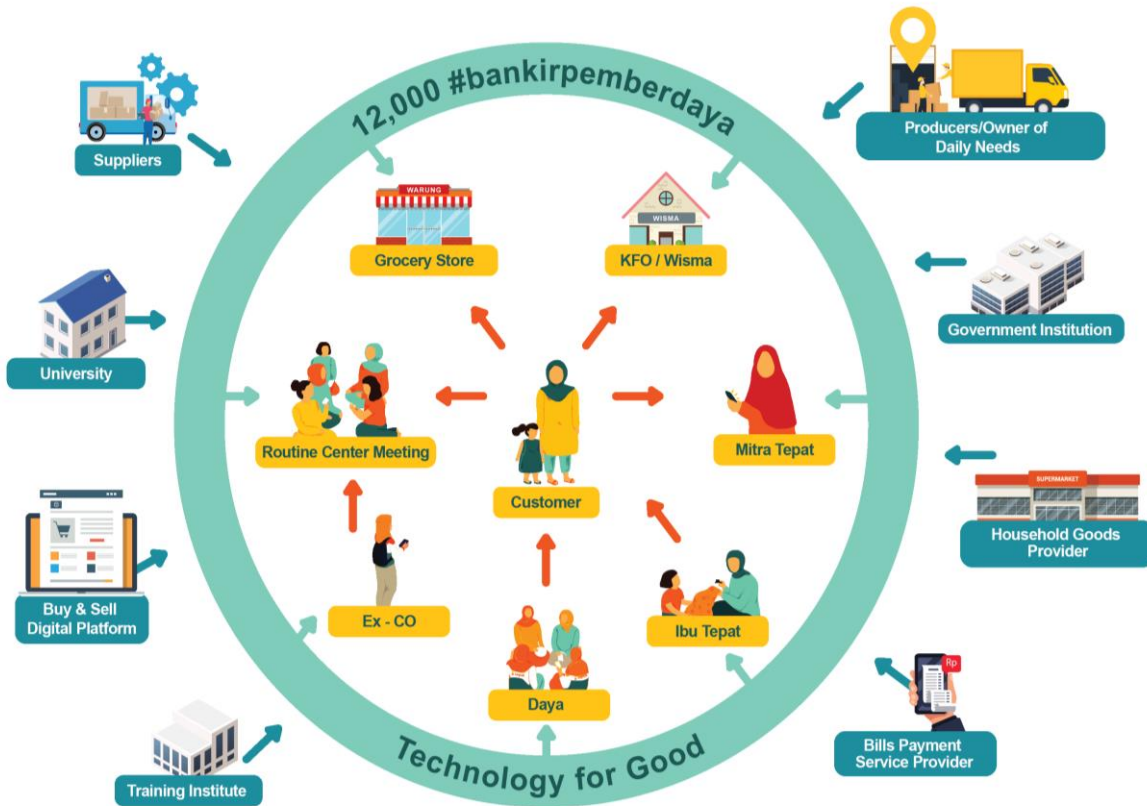 12,000 #bankirpemberdaya
Suppliers
Producers/Owner of
Daily Needs
WARUNG
Grocery Store
WISMA
KFO / Wisma
University
Government Institution
Routine Center Meeting
Customer
Mitra Tepat
SUPERMARKET
Household Goods
Provider
Buy & Sell
Digital Platform
Ex - CO
Daya
Ibu Tepat
Rp
Bills Payment
Service Provider
Training Institute
Technology for Good